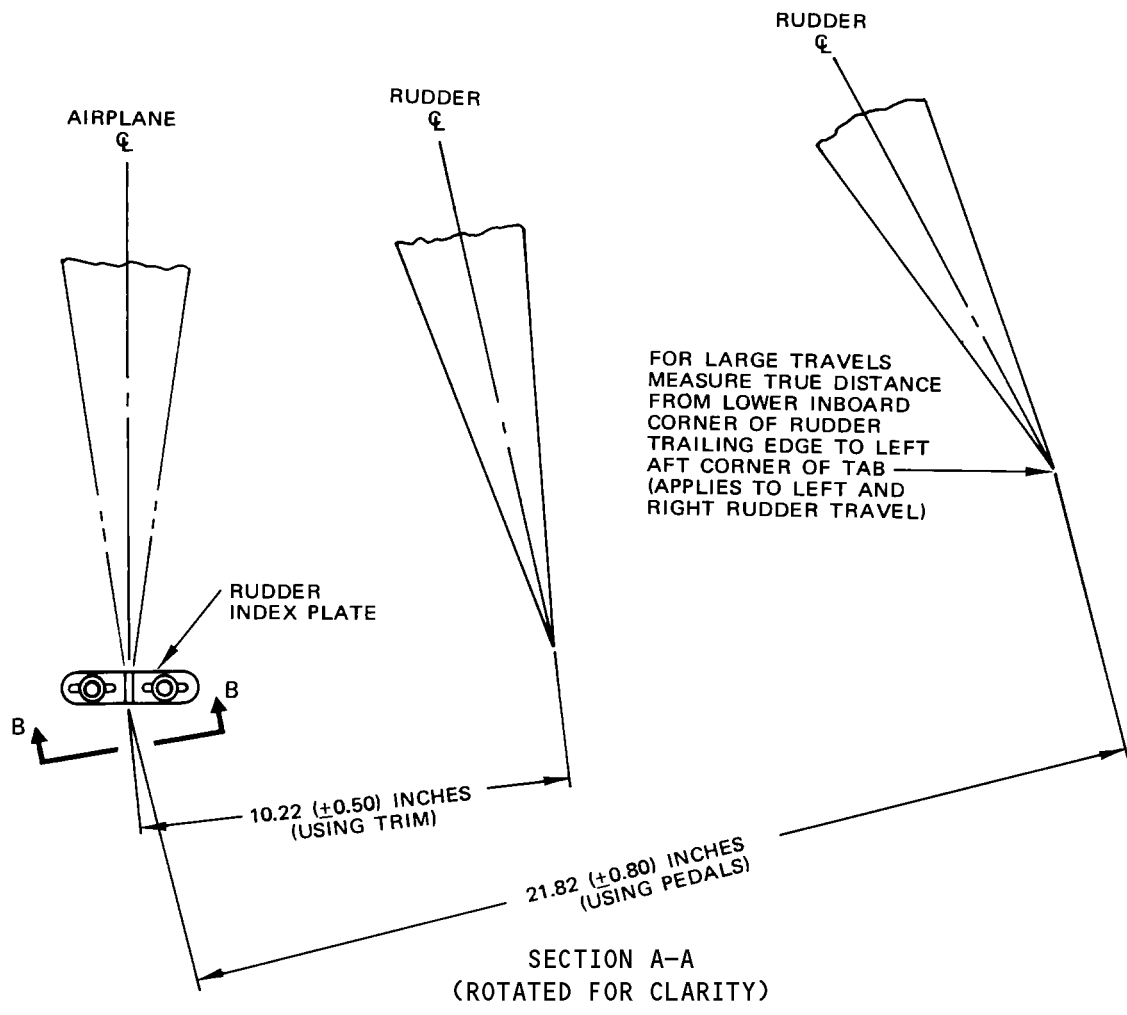 RUDDER
℄
RUDDER
℄
AIRPLANE
℄
FOR LARGE TRAVELS
MEASURE TRUE DISTANCE
FROM LOWER INBOARD
CORNER OF RUDDER
TRAILING EDGE TO LEFT
AFT CORNER OF TAB
(APPLIES TO LEFT AND
RIGHT RUDDER TRAVEL)
RUDDER
INDEX PLATE
B
B
10.22 (±0.50) INCHES
(USING TRIM)
21.82 (±0.80) INCHES
(USING PEDALS)
SECTION A-A
(ROTATED FOR CLARITY)